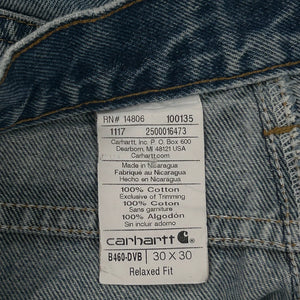 RN# 14806 100135
1117 2500016473
Carhartt, Inc. P.O. Box 600
Dearborn, MI 48121 USA
Carhartt.com
Made in Nicaragua
Fabriqué au Nicaragua
Hecho en Nicaragua
100% Cotton
Exclusive of Trimming
100% Coton
Sans garniture
100% Algodón
Sin incluir adorno
carhartt
B460-DVB 30 X 30
Relaxed Fit